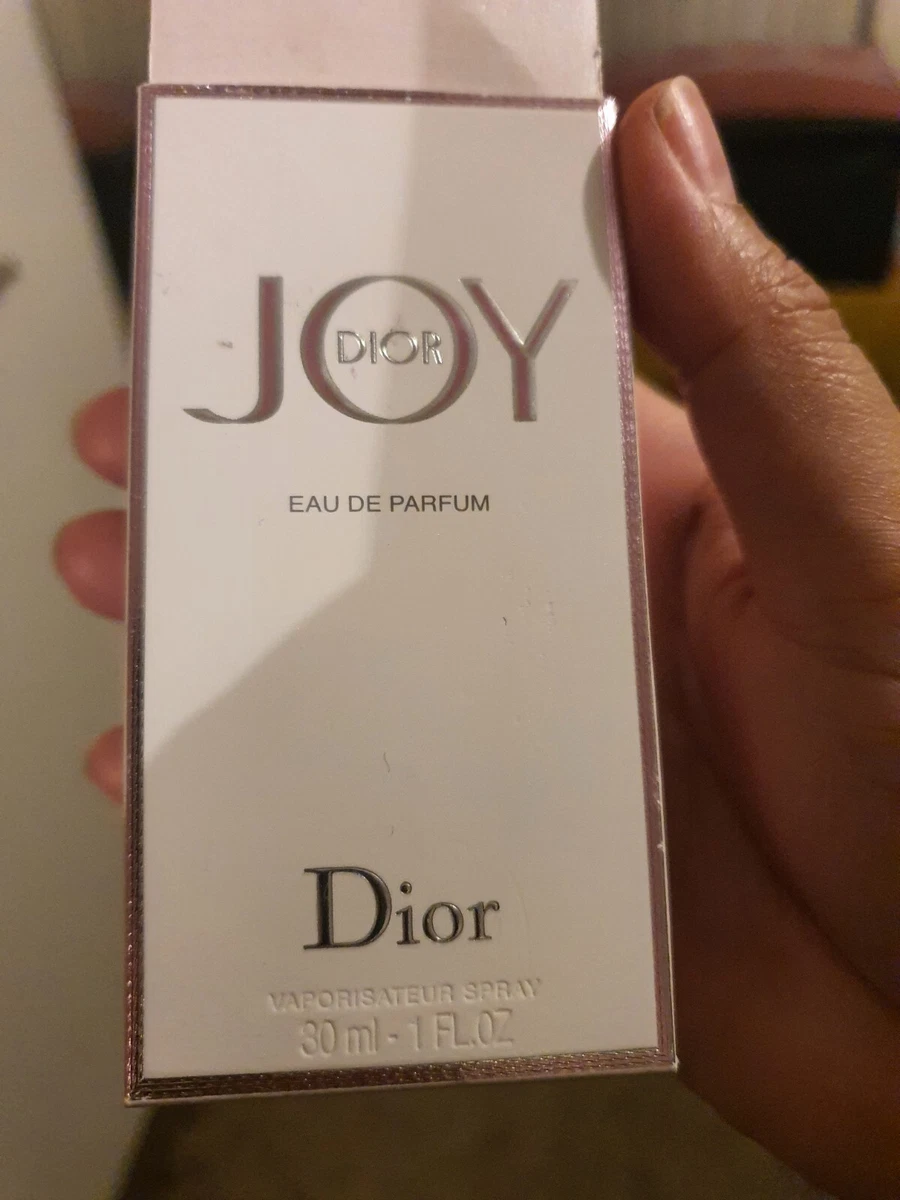 JOY
DIOR
EAU DE PARFUM
Dior
VAPORISATEUR SPRAY
30 ml - 1 FL.OZ